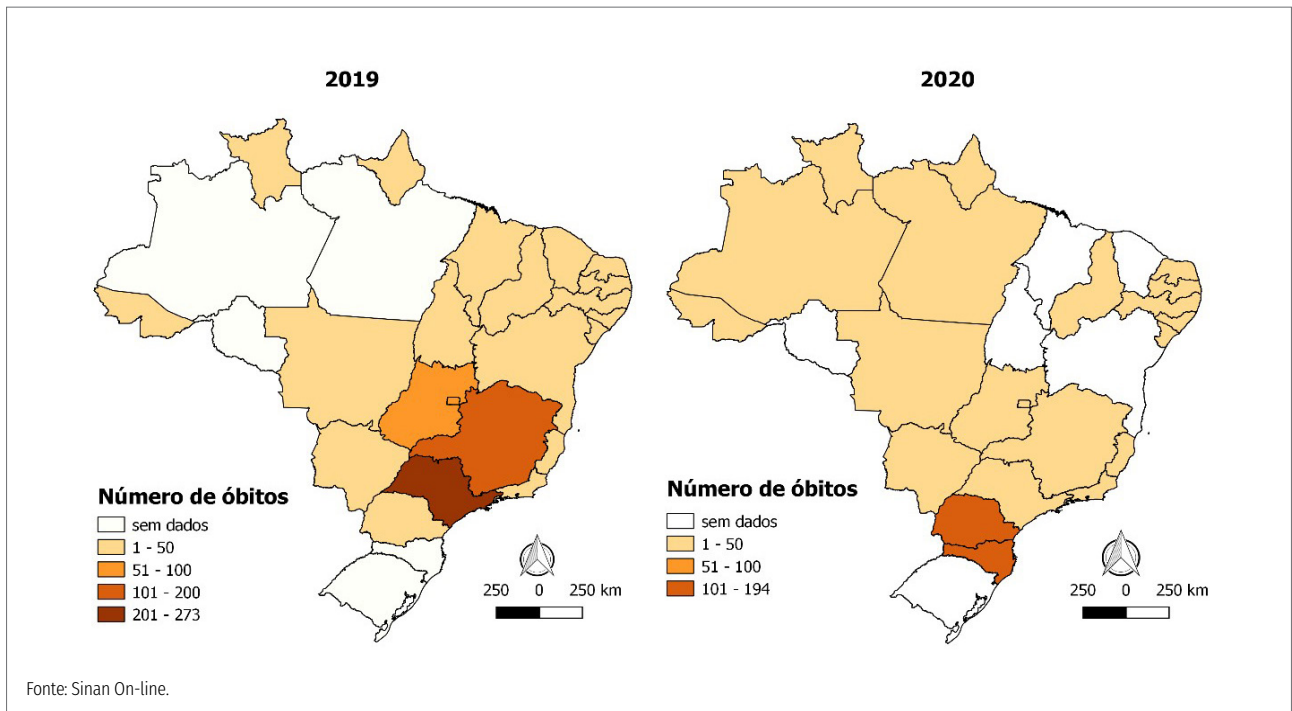 2019
Número de óbitos
sem dados
1 - 50
51 - 100
101 - 200
201 - 273
250 0 250 km
2020
Número de óbitos
sem dados
1 - 50
51 - 100
101 - 194
250 0 250 km
Fonte: Sinan On-line.